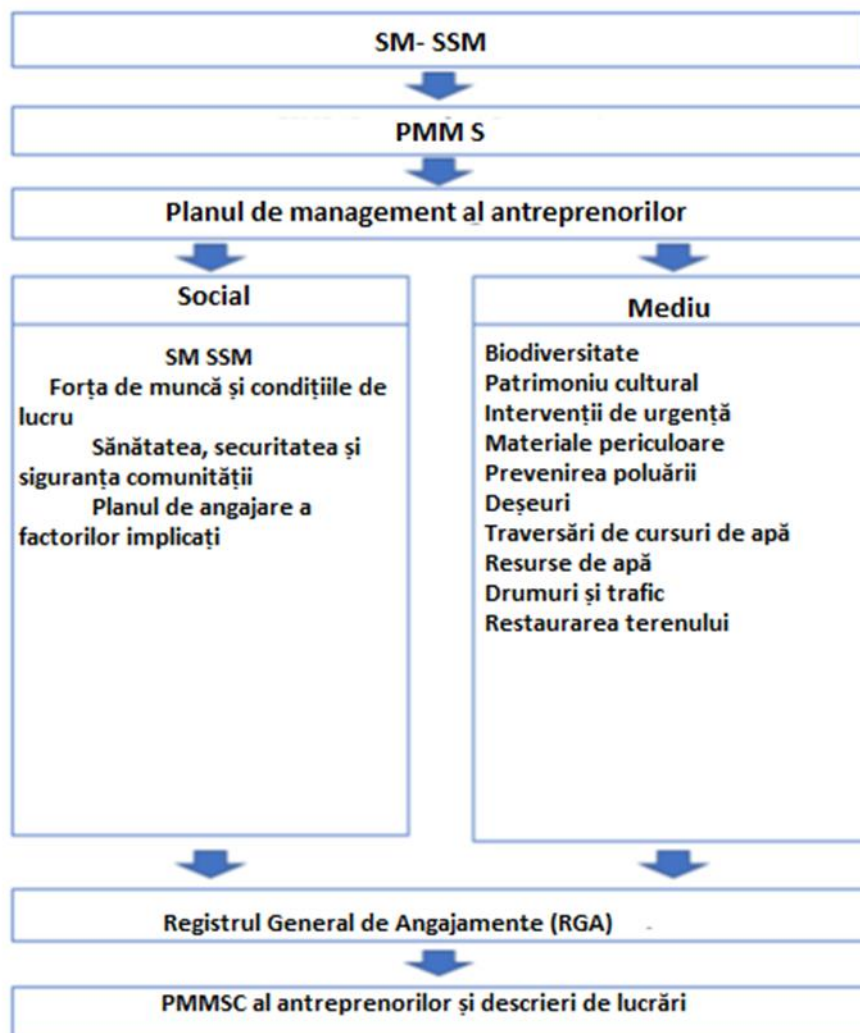 SM- SSM
PMM S
Planul de management al antreprenorilor
Social
SM SSM
Forța de muncă și condițiile de
lucru
Sănătatea, securitatea și
siguranța comunității
Planul de angajare a
factorilor implicați
Mediu
Biodiversitate
Patrimoniu cultural
Intervenții de urgență
Materiale periculoare
Prevenirea poluării
Deșeuri
Traversări de cursuri de apă
Resurse de apă
Drumuri și trafic
Restaurarea terenului
Registrul General de Angajamente (RGA)
PMMSC al antreprenorilor și descrieri de lucrări